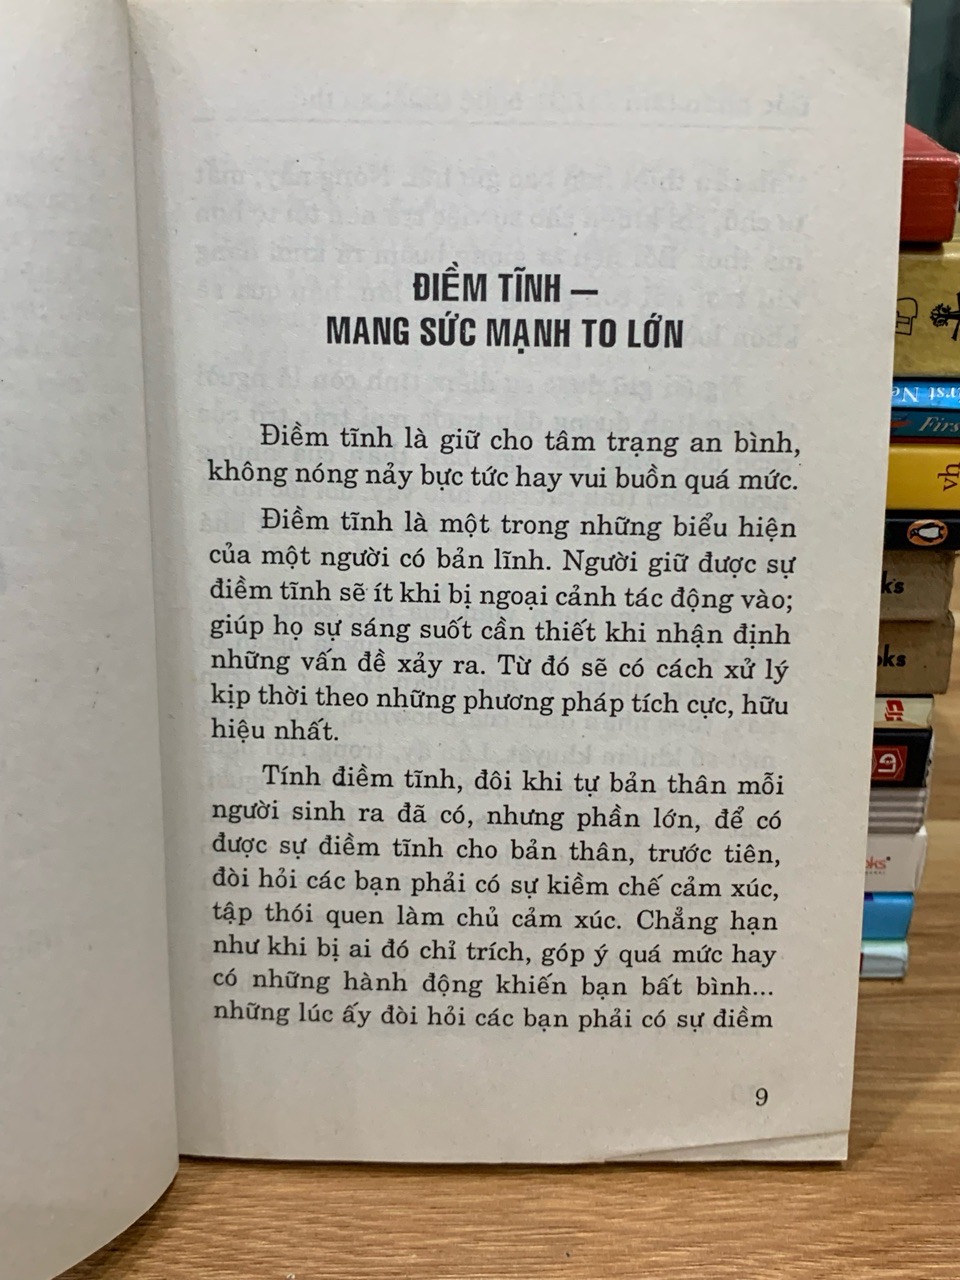 ĐIỀM TĨNH –
MANG SỨC MẠNH TO LỚN
Điềm tĩnh là giữ cho tâm trạng an bình,
không nóng nảy bực tức hay vui buồn quá mức.
Điềm tĩnh là một trong những biểu hiện
của một người có bản lĩnh. Người giữ được sự
điềm tĩnh sẽ ít khi bị ngoại cảnh tác động vào;
giúp họ sự sáng suốt cần thiết khi nhận định
những vấn đề xảy ra. Từ đó sẽ có cách xử lý
kịp thời theo những phương pháp tích cực, hữu
hiệu nhất.
Tính điềm tĩnh, đôi khi tự bản thân mỗi
người sinh ra đã có, nhưng phần lớn, để có
được sự điềm tĩnh cho bản thân, trước tiên,
đòi hỏi các bạn phải có sự kiềm chế cảm xúc,
tập thói quen làm chủ cảm xúc. Chẳng hạn
như khi bị ai đó chỉ trích, góp ý quá mức hay
có những hành động khiến bạn bất bình...
những lúc ấy đòi hỏi các bạn phải có sự điềm
9
First
vh
ks
oks
oks